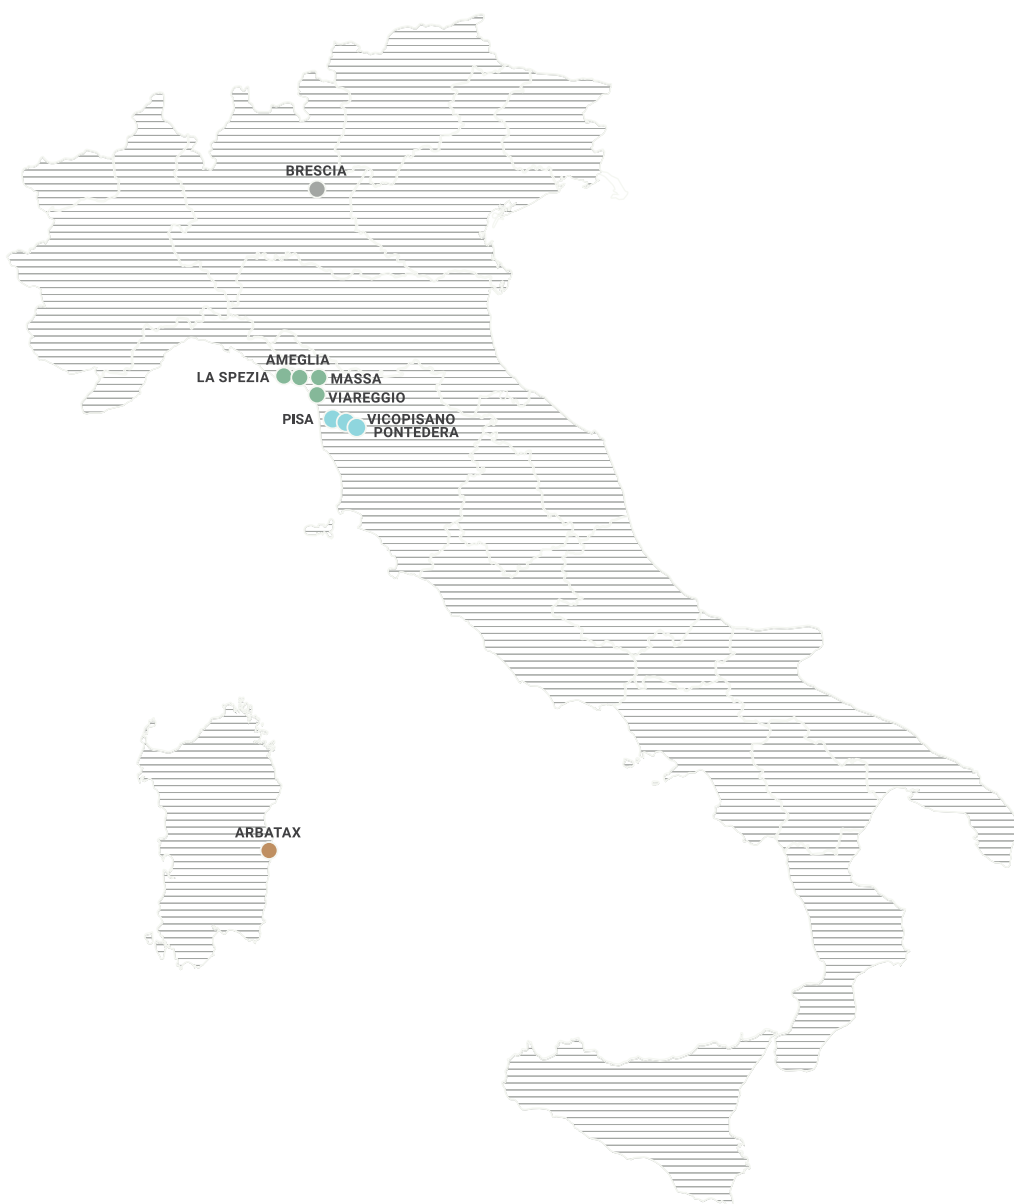 BRESCIA
AMEGLIA
LA SPEZIA
MASSA
VIAREGGIO
PISA
VICOPISANO
PONTEDERA
ARBATAX